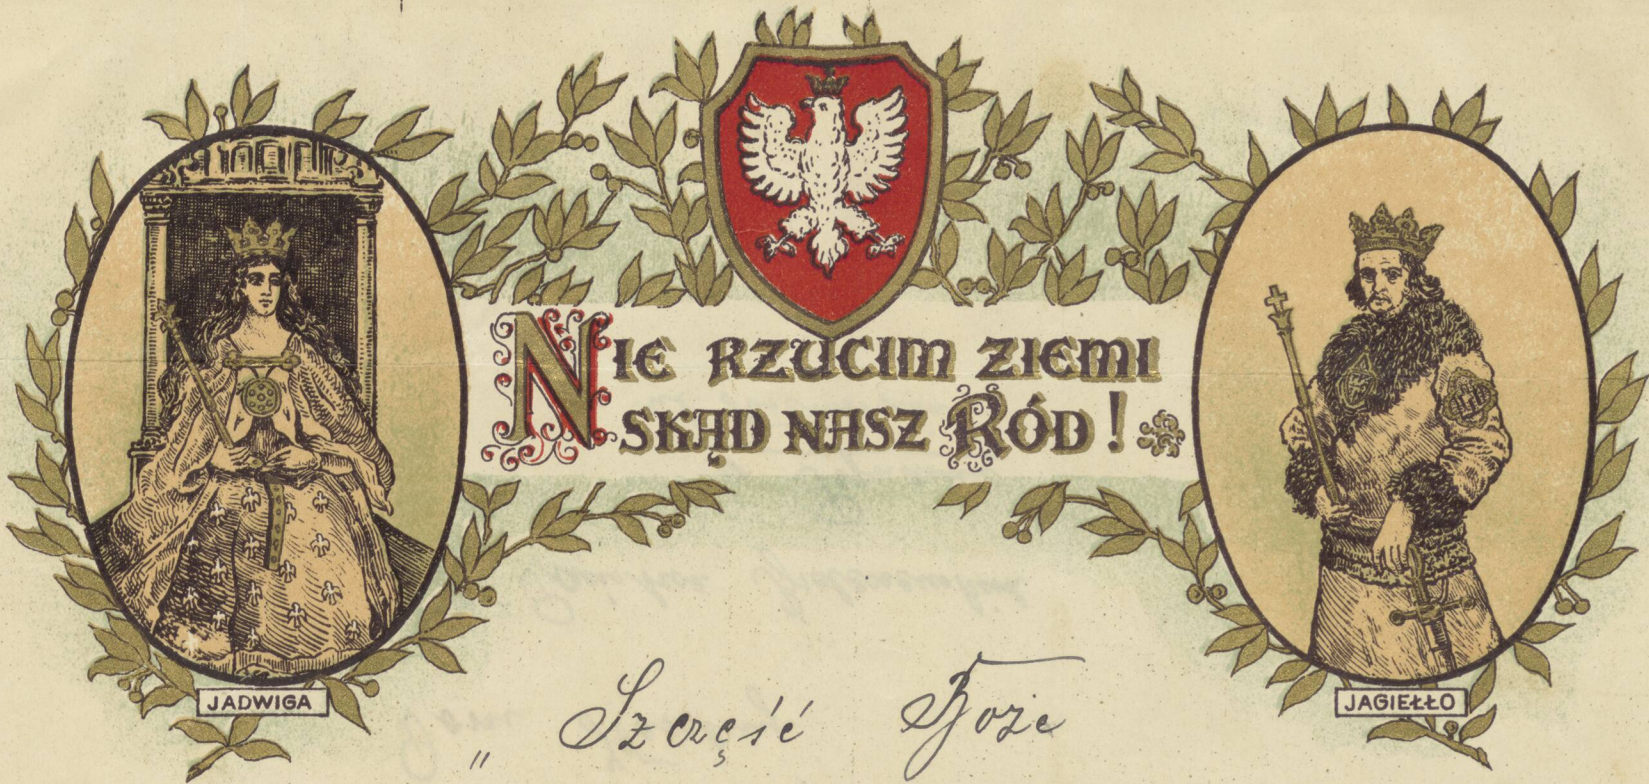 NIE RZUCIM ZIEMI
SKĄD NASZ RÓD!
JADWIGA
JAGIEŁŁO
„ Szczęść Boże